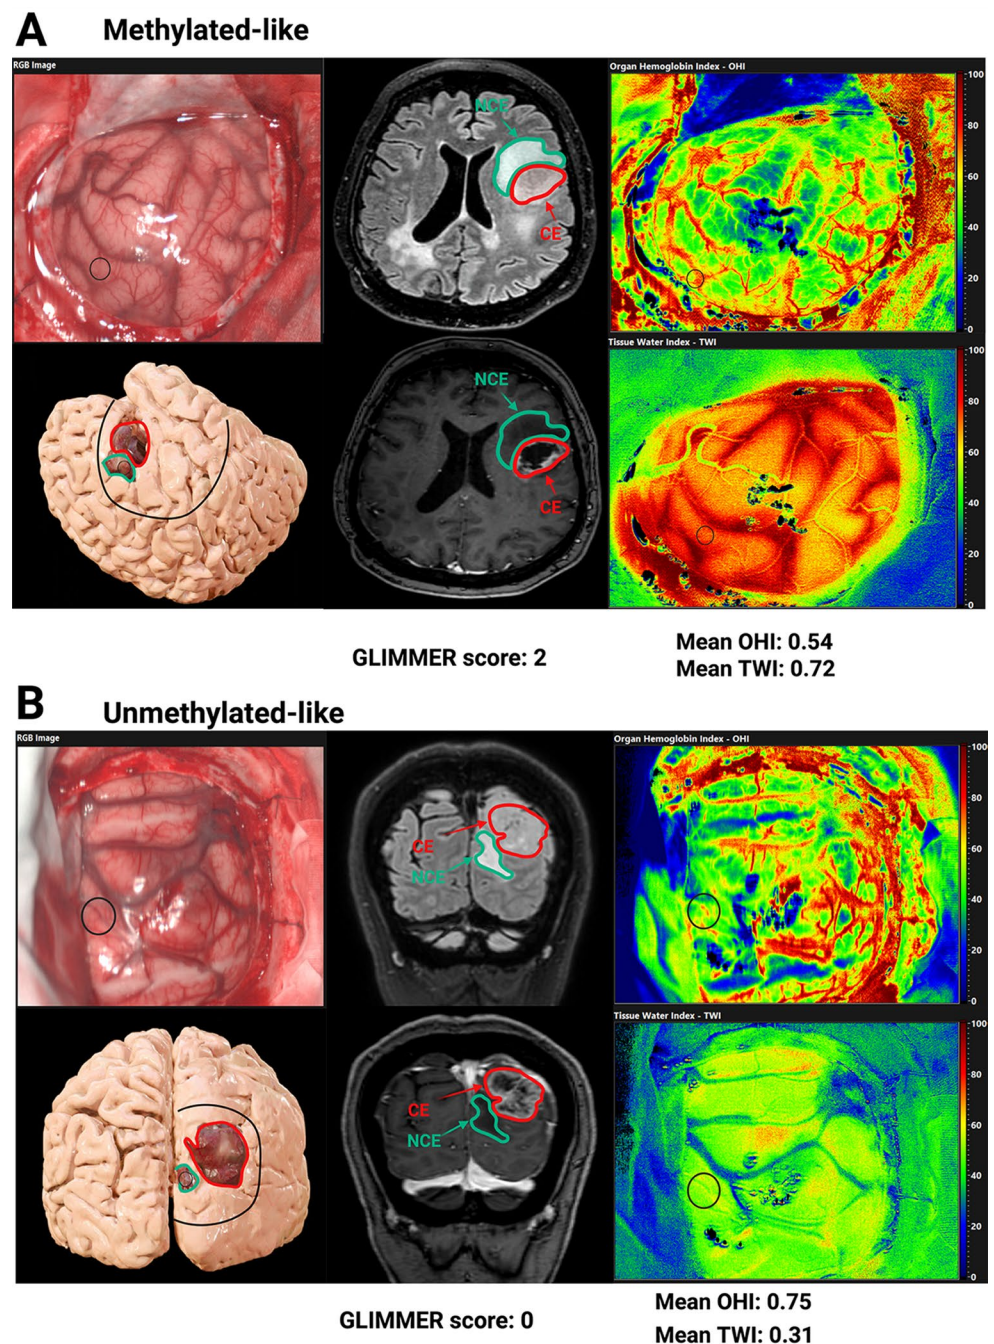 A
Methylated-like
RGB Image
Organ Hemoglobin Index - OHI
NCE
CE
100
80
60
40
20
0
Tissue Water Index - TWI
NCE
CE
100
80
60
40
20
0
GLIMMER score: 2
Mean OHI: 0.54
Mean TWI: 0.72
B
Unmethylated-like
RGB Image
Organ Hemoglobin Index - OHI
CE
NCE
100
80
60
40
20
0
Tissue Water Index - TWI
CE
NCE
100
80
60
40
20
0
GLIMMER score: 0
Mean OHI: 0.75
Mean TWI: 0.31